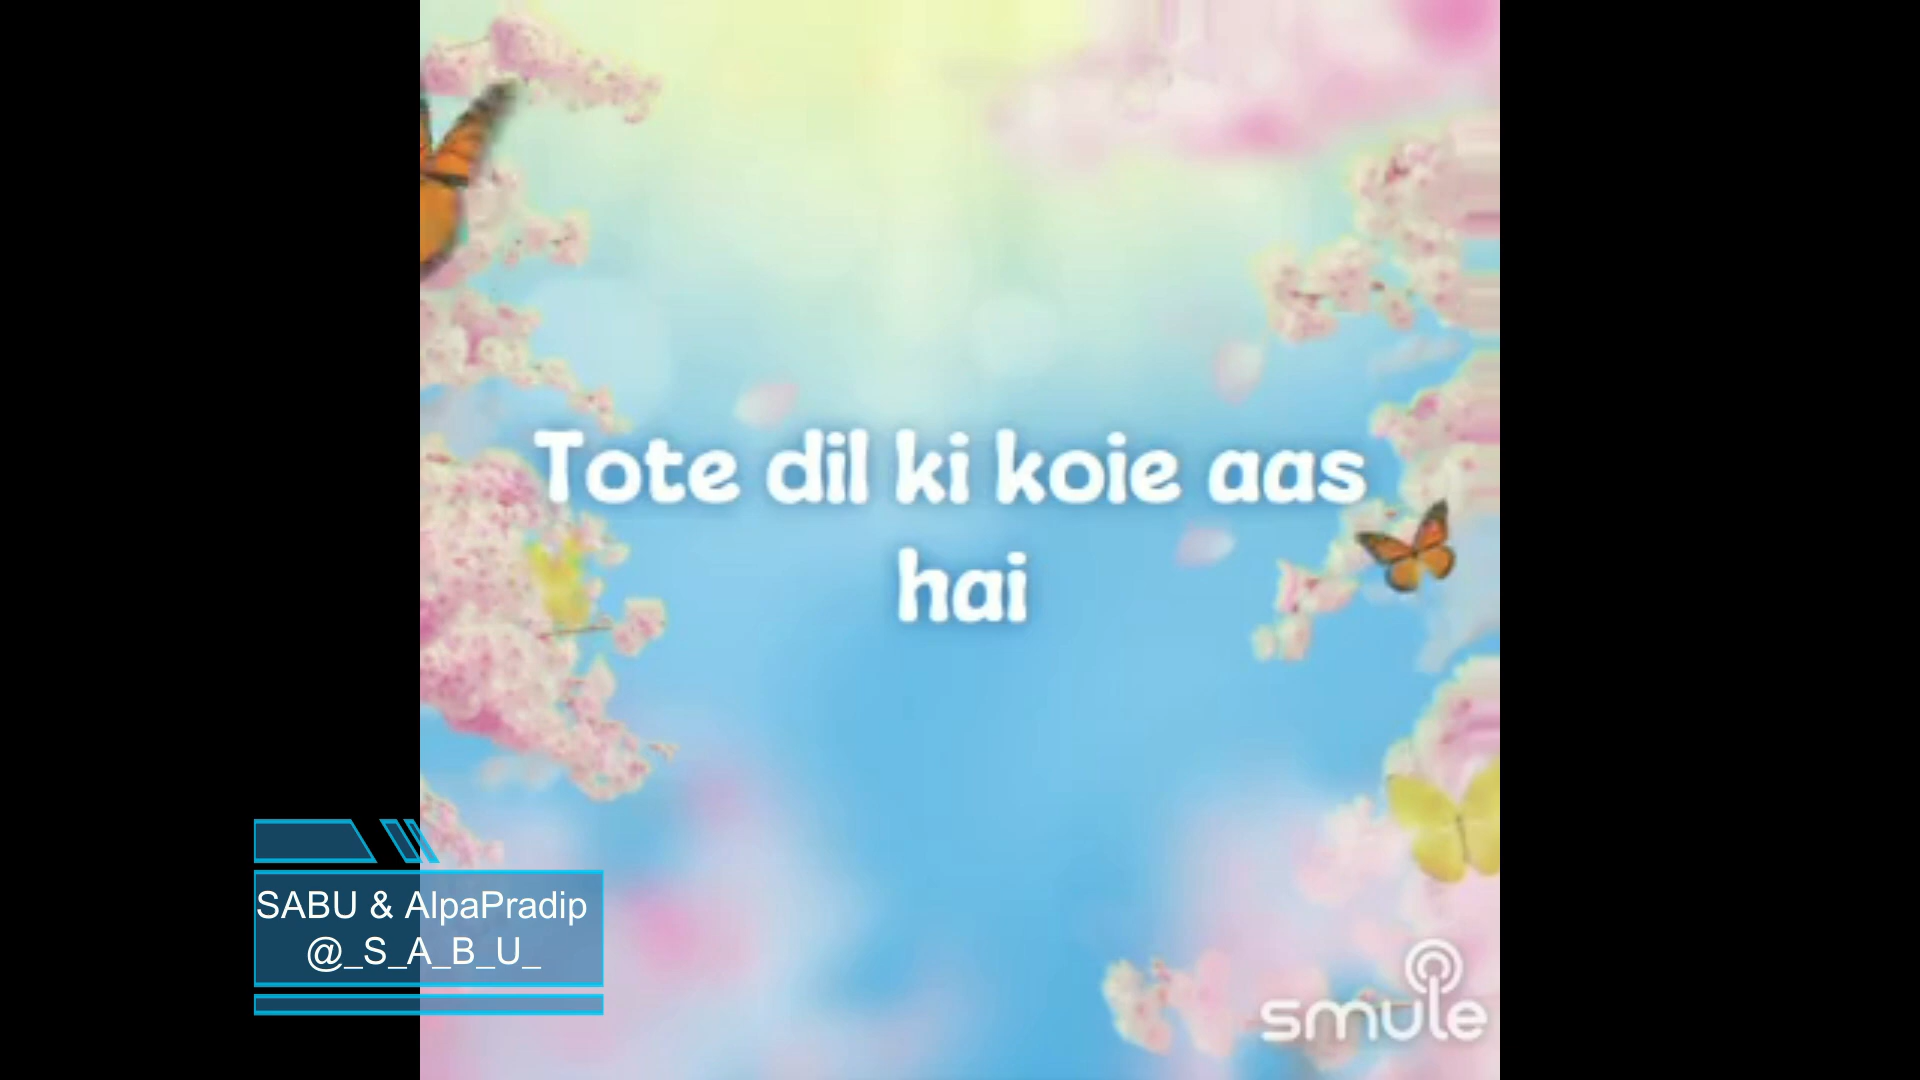 Tote dil ki koie aas
hai
SABU & AlpaPradip
@_S_A_B_U_
smule